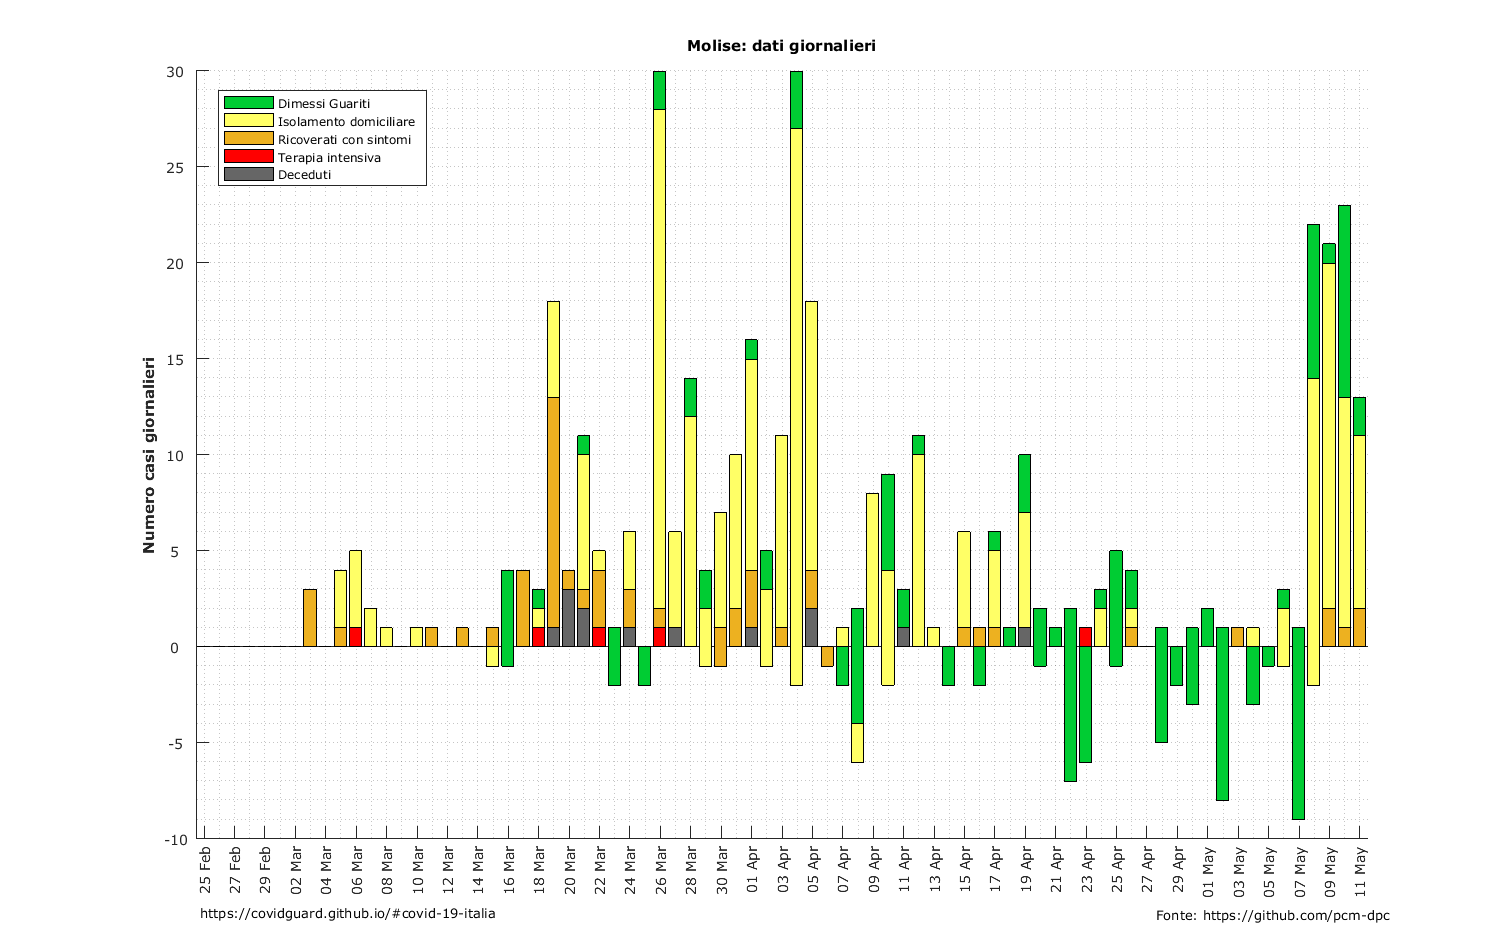 Molise: dati giornalieri
Dimessi Guariti
Isolamento domiciliare
Ricoverati con sintomi
Terapia intensiva
Deceduti
Numero casi giornalieri
30
25
20
15
10
5
0
-5
-10
25 Feb
27 Feb
29 Feb
02 Mar
04 Mar
06 Mar
08 Mar
10 Mar
12 Mar
14 Mar
16 Mar
18 Mar
20 Mar
22 Mar
24 Mar
26 Mar
28 Mar
30 Mar
01 Apr
03 Apr
05 Apr
07 Apr
09 Apr
11 Apr
13 Apr
15 Apr
17 Apr
19 Apr
21 Apr
23 Apr
25 Apr
27 Apr
29 Apr
01 May
03 May
05 May
07 May
09 May
11 May
https://covidguard.github.io/#covid-19-italia
Fonte: https://github.com/pcm-dpc